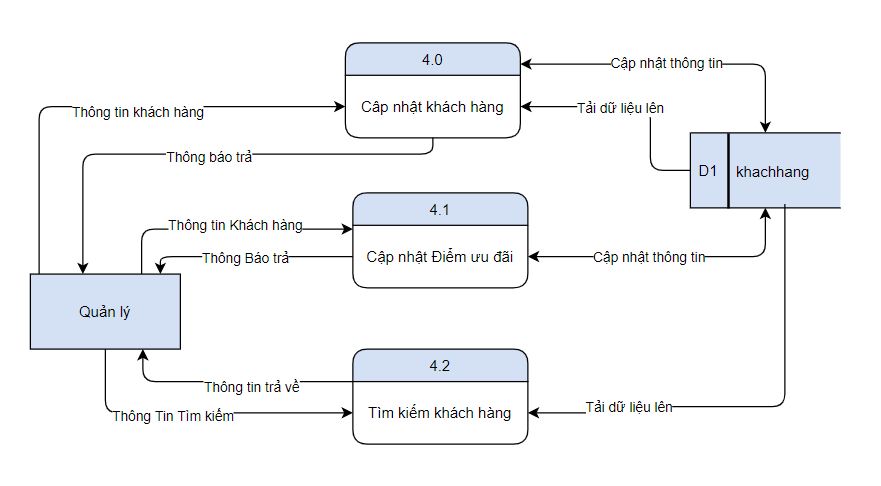 4.0
Câp nhật khách hàng
Cập nhật thông tin
Thông tin khách hàng
Tải dữ liệu lên
Thông báo trả
D1
khachhang
4.1
Cập nhật Điểm ưu đãi
Thông tin Khách hàng
Thông Báo trả
Cập nhật thông tin
Quản lý
4.2
Tìm kiếm khách hàng
Thông tin trả về
Thông Tin Tìm kiếm
Tải dữ liệu lên